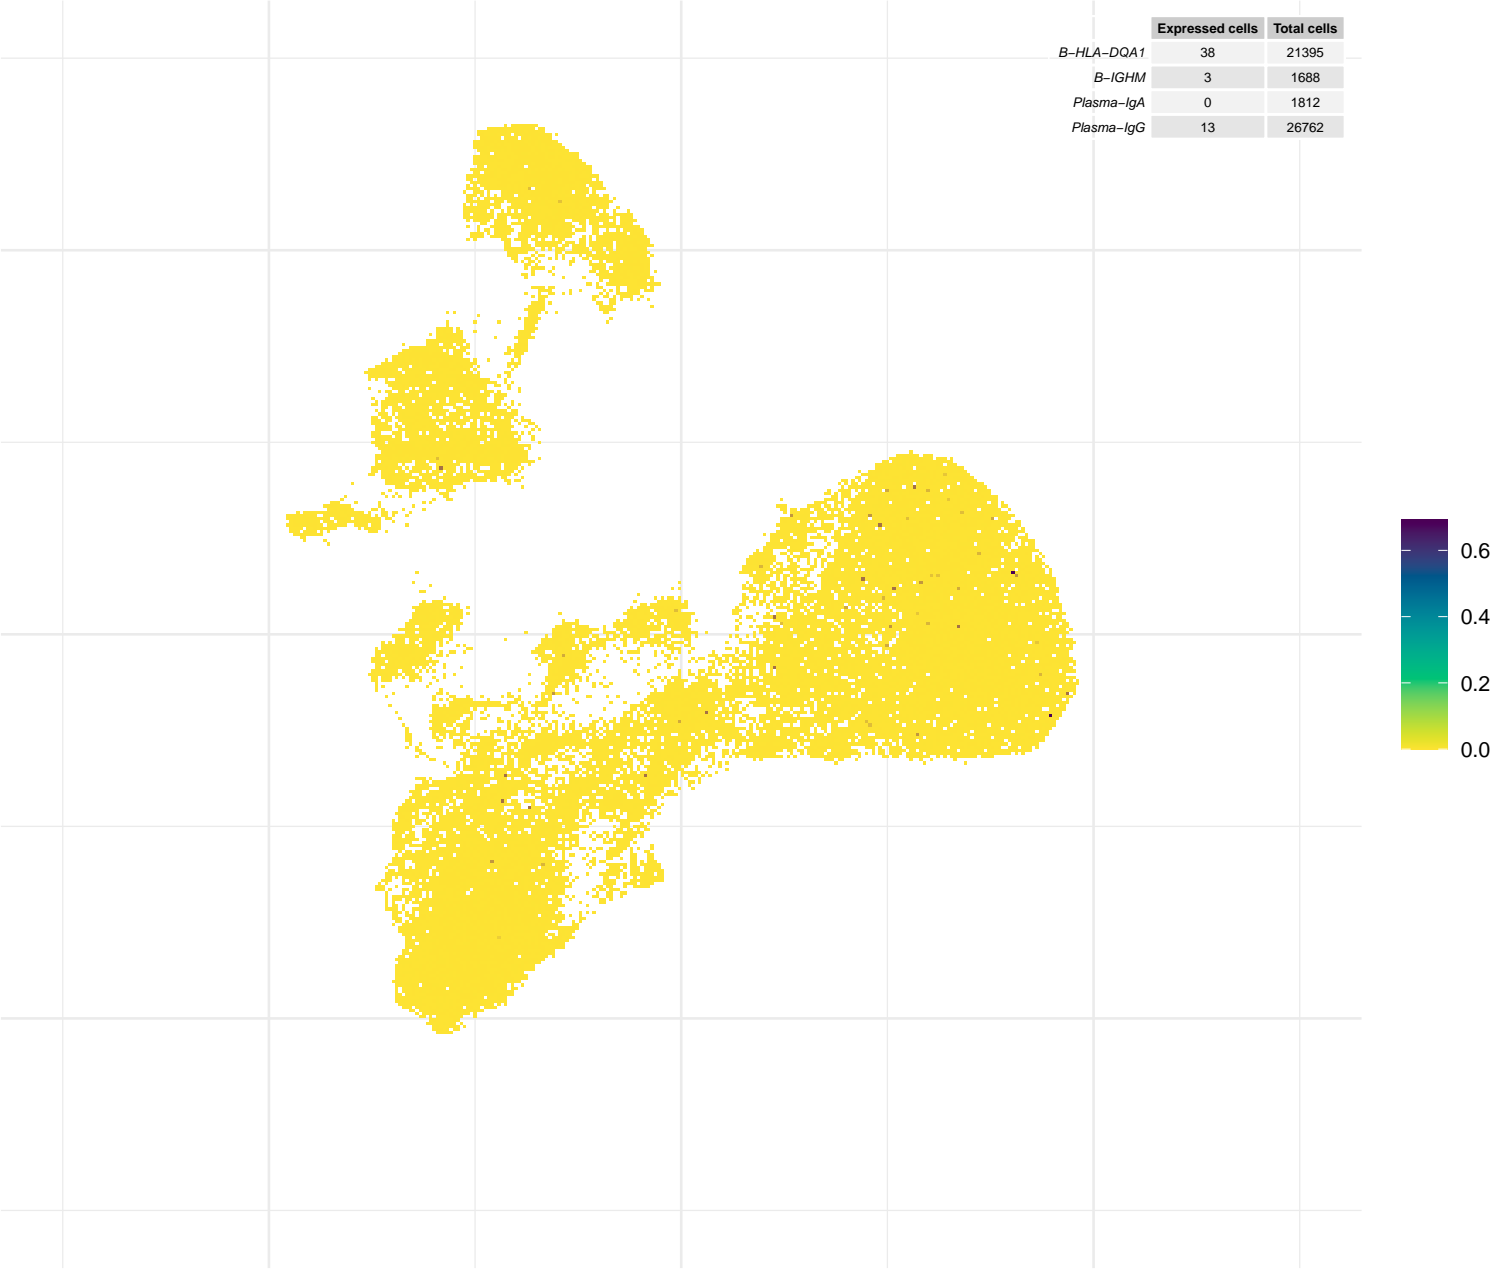 Expressed cells Total cells
B−HLA−DQA1 38 21395
B−IGHM 3 1688
Plasma−IgA 0 1812
Plasma−IgG 13 26762
0.6
0.4
0.2
0.0